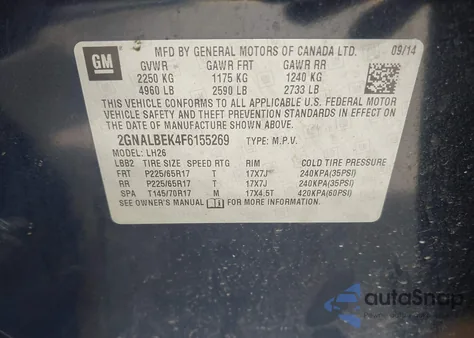 GM
MFD BY GENERAL MOTORS OF CANADA LTD. 09/14
GVWR GAWR FRT GAWR RR
2250 KG 1175 KG 1240 KG
4960 LB 2590 LB 2733 LB
THIS VEHICLE CONFORMS TO ALL APPLICABLE U.S. FEDERAL MOTOR
VEHICLE SAFETY AND THEFT PREVENTION STANDARDS IN EFFECT ON THE
DATE OF MANUFACTURE SHOWN ABOVE.
2GNALBEK4F6155269 TYPE: M.P.V.
MODEL: LH26
LBB2 TIRE SIZE SPEED RTG RIM COLD TIRE PRESSURE
FRT P225/65R17 T 17X7J 240KPA(35PSI)
RR P225/65R17 T 17X7J 240KPA(35PSI)
SPA T145/70R17 M 17X4.5T 420KPA(60PSI)
SEE OWNER'S MANUAL FOR MORE INFORMATION.
autoSnap